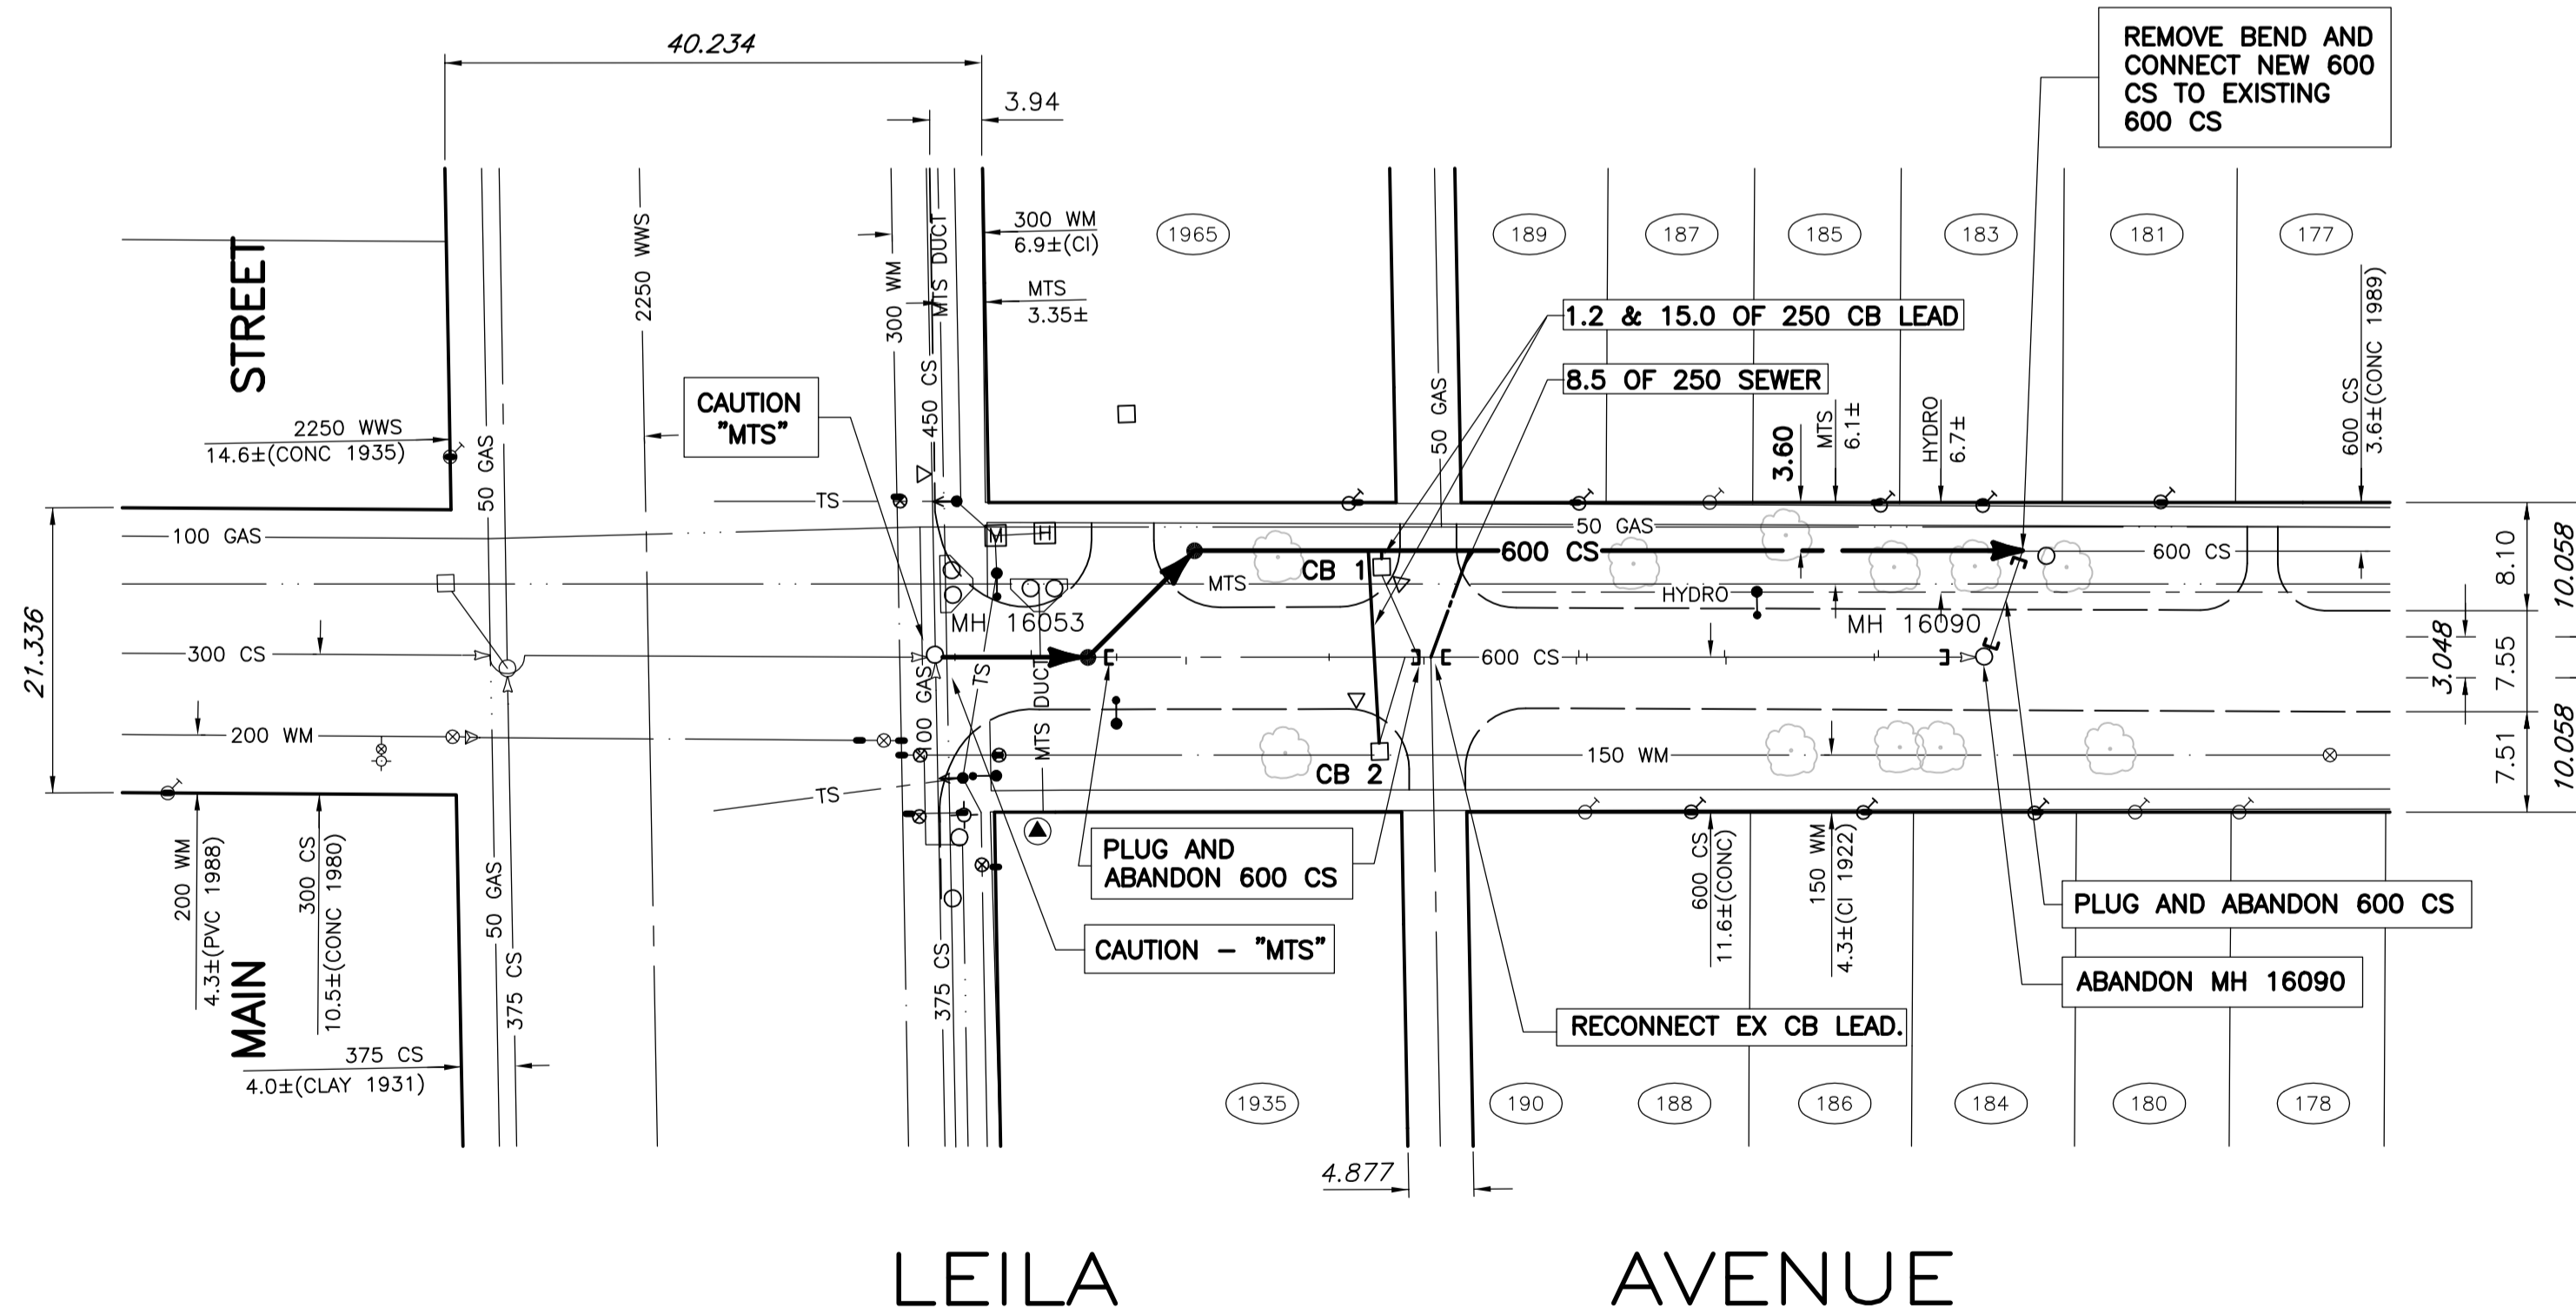 40.234
3.94
REMOVE BEND AND
CONNECT NEW 600
CS TO EXISTING
600 CS
STREET
2250 WWS
300 WM
MTS DUCT
300 WM
6.9±(CI)
MTS
3.35±
1965
189
187
185
183
181
177
1.2 & 15.0 OF 250 CB LEAD
8.5 OF 250 SEWER
CAUTION
"MTS"
450 CS
50 GAS
2250 WWS
14.6±(CONC 1935)
50 GAS
3.60
MTS
6.1±
HYDRO
6.7±
600 CS
3.6±(CONC 1989)
TS
100 GAS
50 GAS
M
H
CB 1
600 CS
600 CS
MTS
HYDRO
MH 16053
MH 16090
8.10
10.058
21.336
300 CS
100 GAS
TS
MTS DUCT
600 CS
3.048
7.55
200 WM
150 WM
CB 2
7.51
10.058
TS
PLUG AND
ABANDON 600 CS
200 WM
4.3±(PVC 1988)
300 CS
10.5±(CONC 1980)
50 GAS
375 CS
375 CS
600 CS
11.6±(CONC)
150 WM
4.3±(CI 1922)
PLUG AND ABANDON 600 CS
CAUTION – "MTS"
ABANDON MH 16090
MAIN
RECONNECT EX CB LEAD.
375 CS
4.0±(CLAY 1931)
1935
190
188
186
184
180
178
4.877
LEILA AVENUE